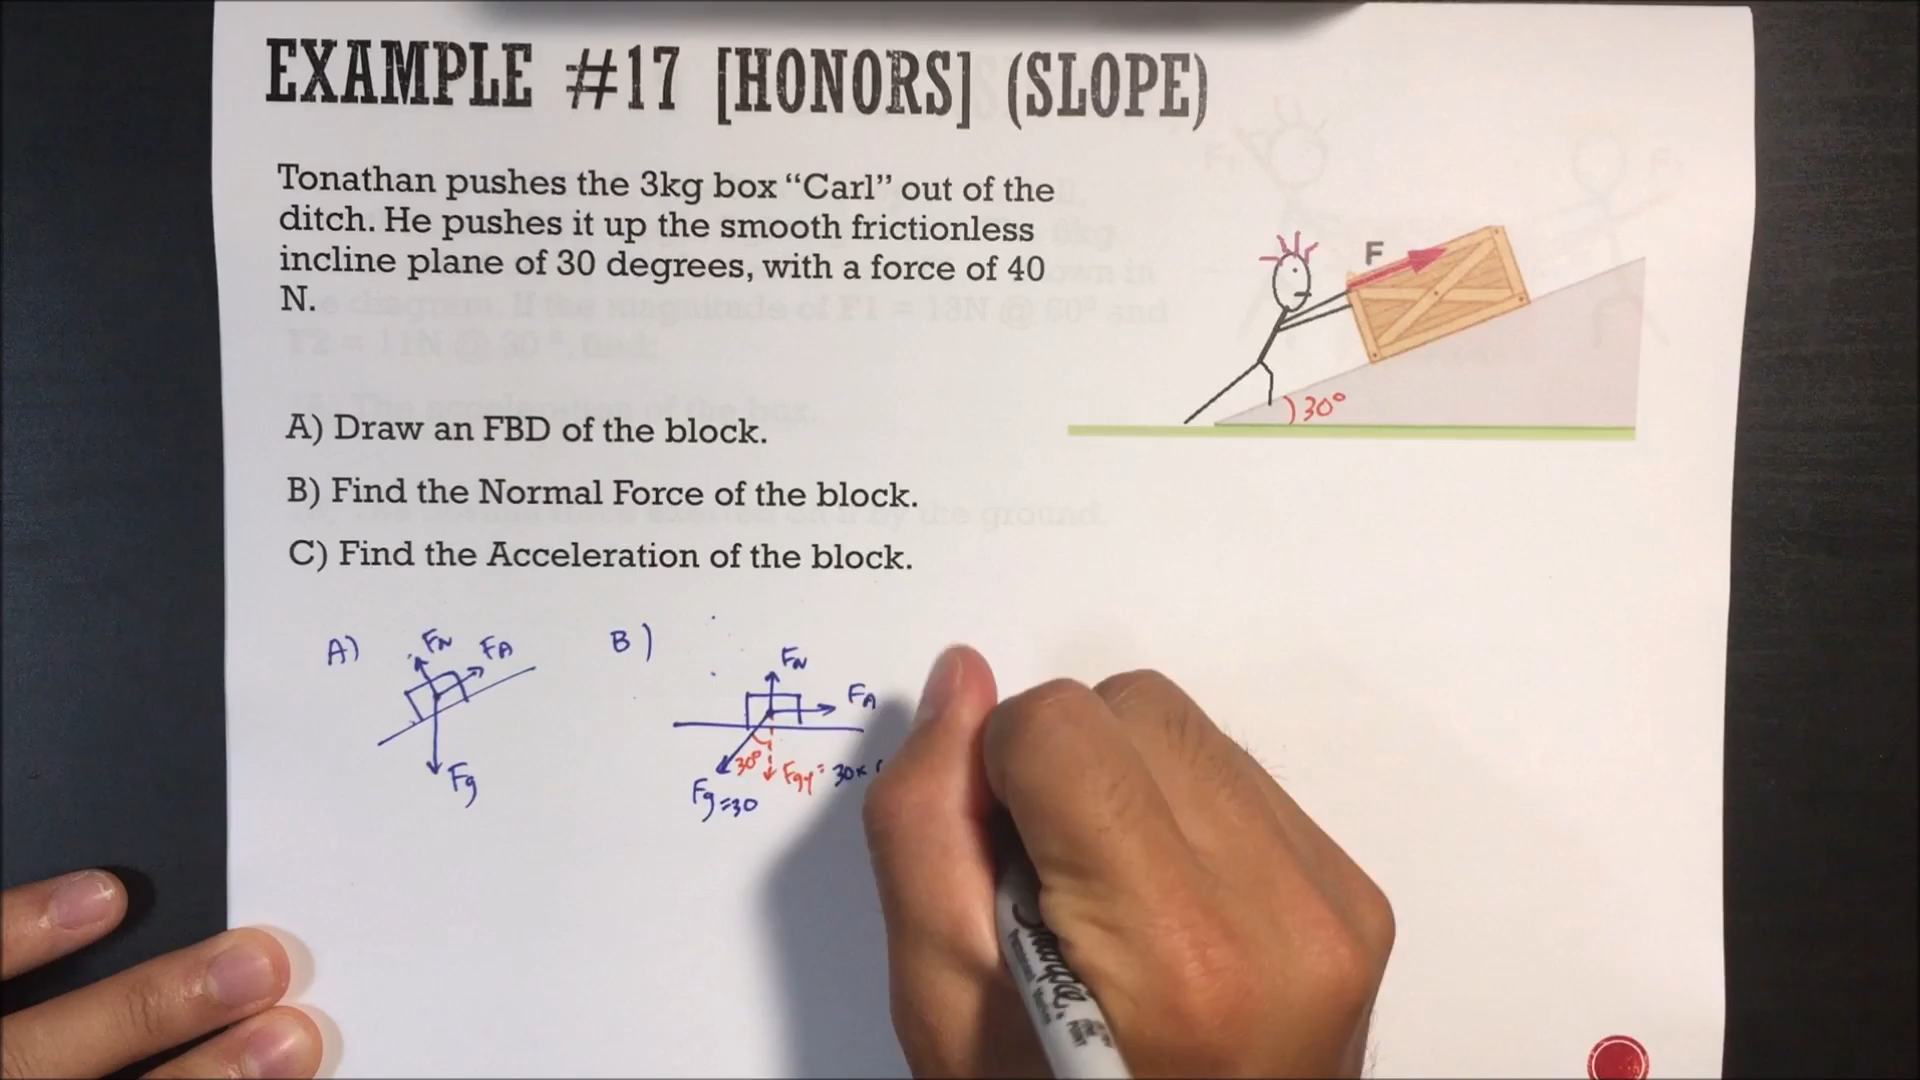 EXAMPLE #17 [HONORS] (SLOPE)
Tonathan pushes the 3kg box “Carl” out of the
ditch. He pushes it up the smooth frictionless
incline plane of 30 degrees, with a force of 40
N.
F
30°
A) Draw an FBD of the block.
B) Find the Normal Force of the block.
C) Find the Acceleration of the block.
A)
FN
FA
Fg
B)
FN
FA
30°
Fgy = 30×
Fg=30
Sharpie